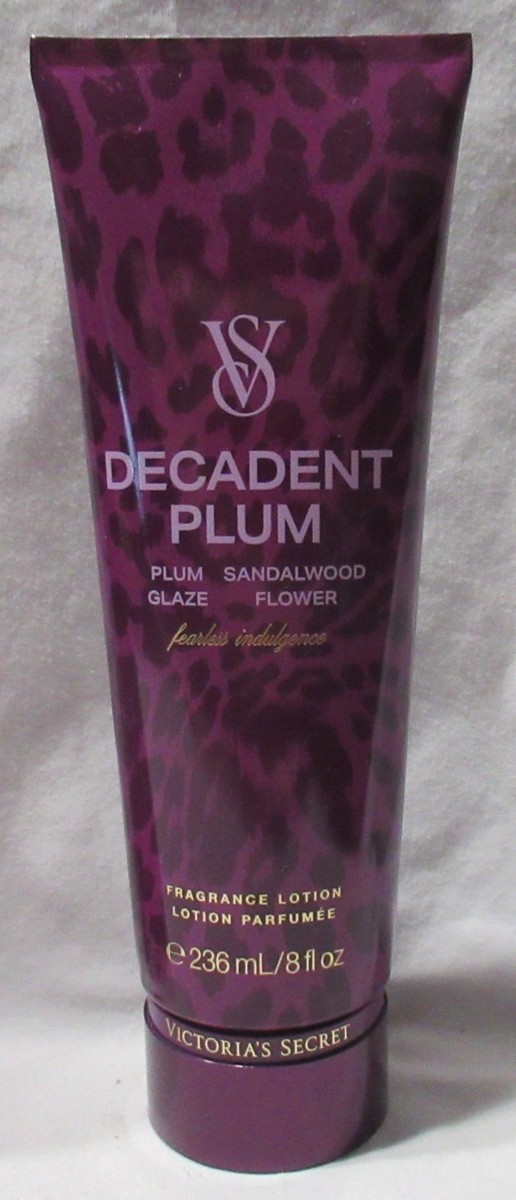 VS
DECADENT
PLUM
PLUM SANDALWOOD
GLAZE FLOWER
fearless indulgence
FRAGRANCE LOTION
LOTION PARFUMÉE
℮ 236 mL/8 fl oz
VICTORIA'S SECRET